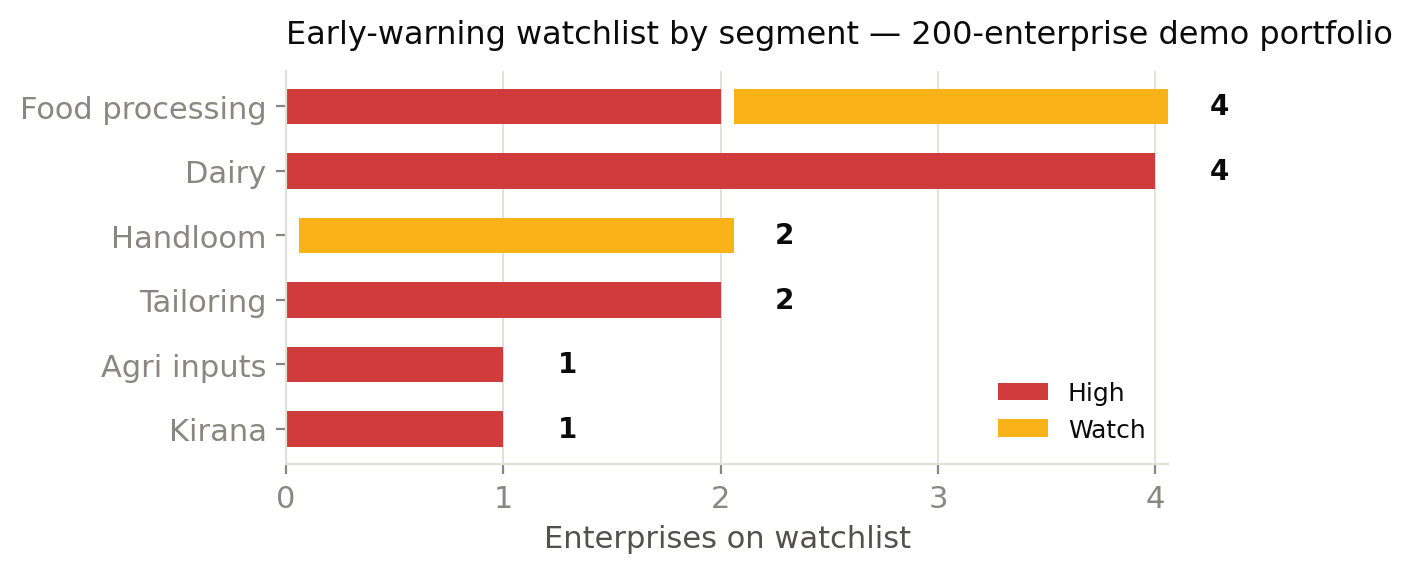 Early-warning watchlist by segment — 200-enterprise demo portfolio
Food processing 4
Dairy 4
Handloom 2
Tailoring 2
Agri inputs 1
Kirana 1
High
Watch
0 1 2 3 4
Enterprises on watchlist